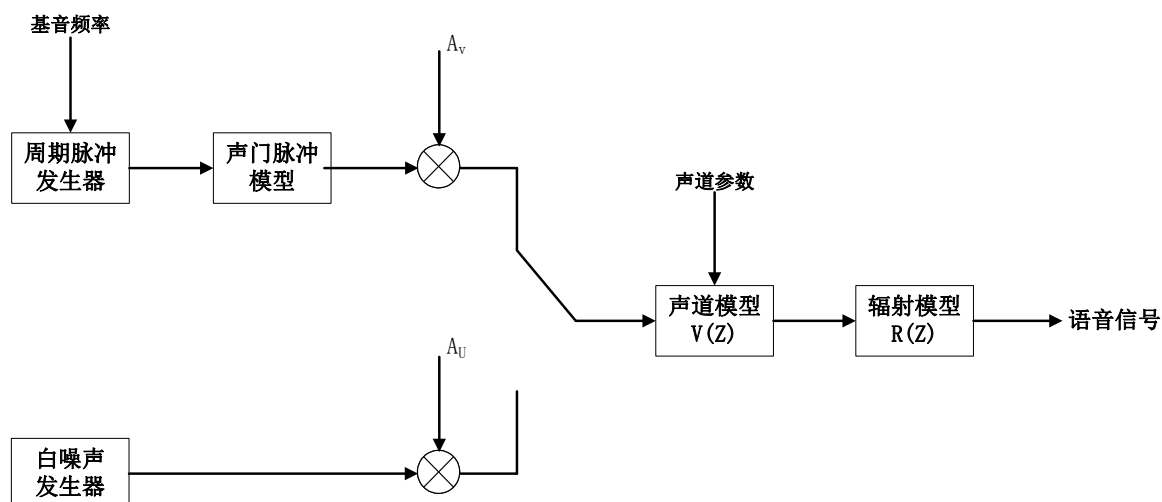 基音频率
Av
周期脉冲
发生器
声门脉冲
模型
声道参数
声道模型
V(Z)
辐射模型
R(Z)
语音信号
AU
白噪声
发生器